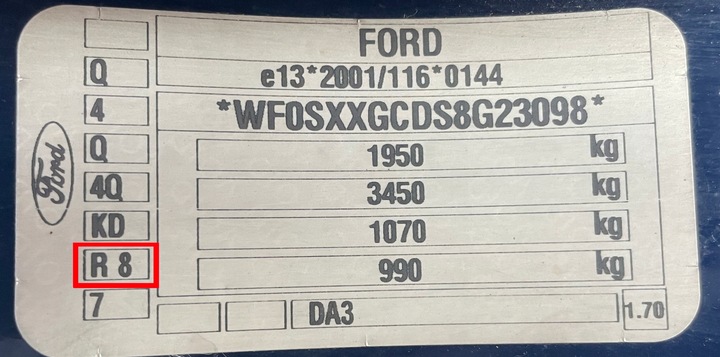 FORD
Q e13*2001/116*0144
4 *WF0SXXGCDS8G23098*
Q 1950 kg
4Q 3450 kg
KD 1070 kg
R 8 990 kg
7 DA3 1.70
Ford